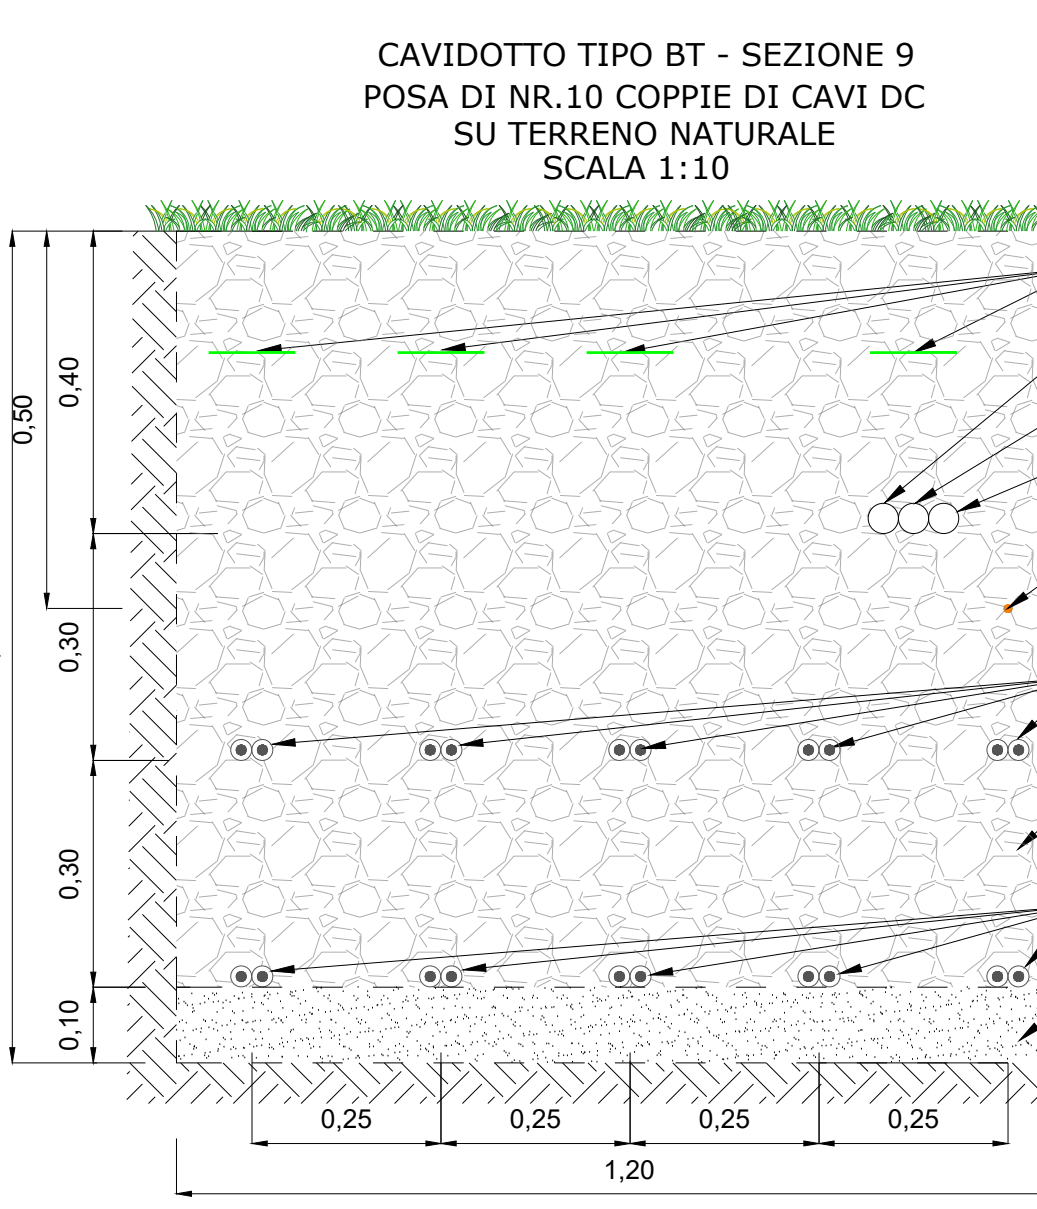 CAVIDOTTO TIPO BT - SEZIONE 9
POSA DI NR.10 COPPIE DI CAVI DC
SU TERRENO NATURALE
SCALA 1:10
0,50
0,40
0,30
0,30
0,10
0,25
0,25
0,25
0,25
1,20